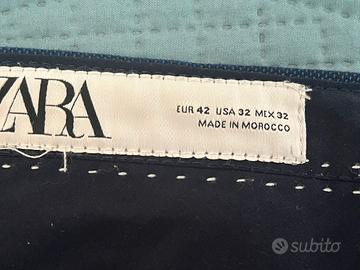 ZARA
EUR 42 USA 32 MEX 32
MADE IN MOROCCO
subito